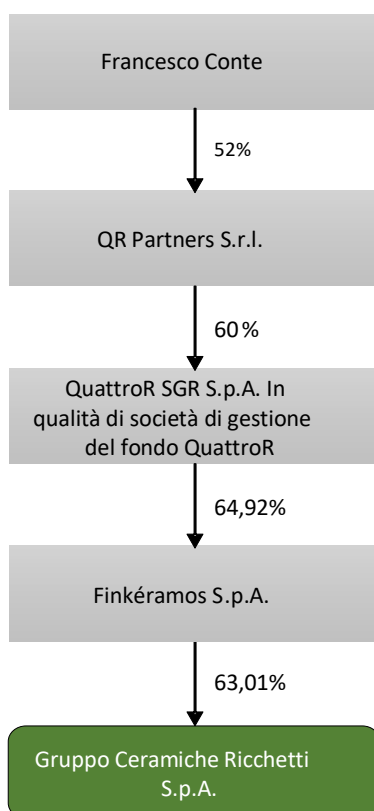 Francesco Conte
52%
QR Partners S.r.l.
60%
QuattroR SGR S.p.A. In
qualità di società di gestione
del fondo QuattroR
64,92%
Finkéramos S.p.A.
63,01%
Gruppo Ceramiche Ricchetti
S.p.A.